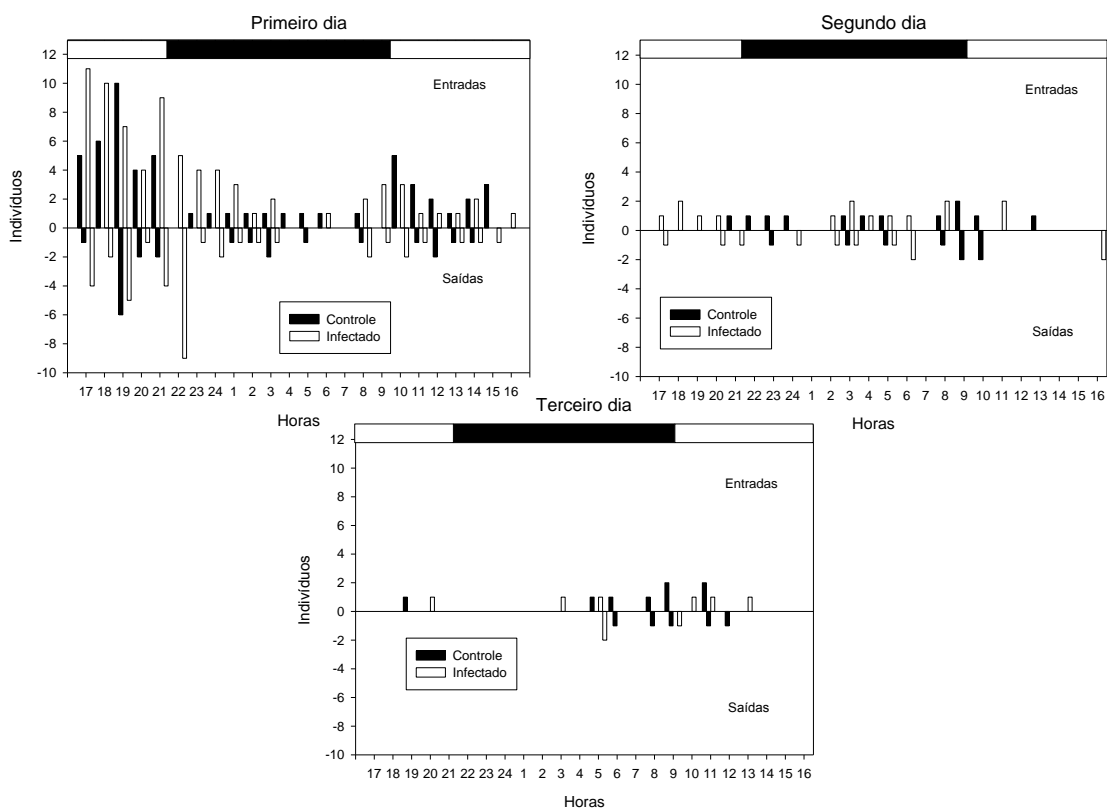 Primeiro dia
12
10
8
6
4
2
0
-2
-4
-6
-8
-10
Indivíduos
Entradas
Saídas
Controle
Infectado
17 18 19 20 21 22 23 24 1 2 3 4 5 6 7 8 9 10 11 12 13 14 15 16
Horas
Segundo dia
12
10
8
6
4
2
0
-2
-4
-6
-8
-10
Indivíduos
Entradas
Saídas
Controle
Infectado
17 18 19 20 21 22 23 24 1 2 3 4 5 6 7 8 9 10 11 12 13 14 15 16
Horas
Terceiro dia
12
10
8
6
4
2
0
-2
-4
-6
-8
-10
Indivíduos
Entradas
Saídas
Controle
Infectado
17 18 19 20 21 22 23 24 1 2 3 4 5 6 7 8 9 10 11 12 13 14 15 16
Horas